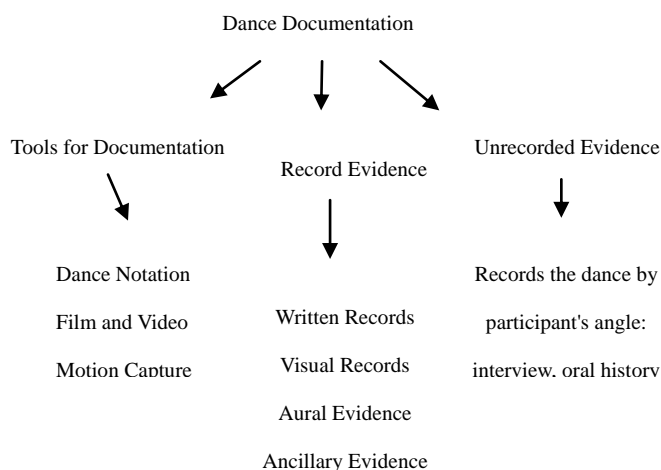 Dance Documentation
Tools for Documentation
Record Evidence
Unrecorded Evidence
Dance Notation
Film and Video
Motion Capture
Written Records
Visual Records
Aural Evidence
Ancillary Evidence
Records the dance by
participant's angle:
interview, oral history